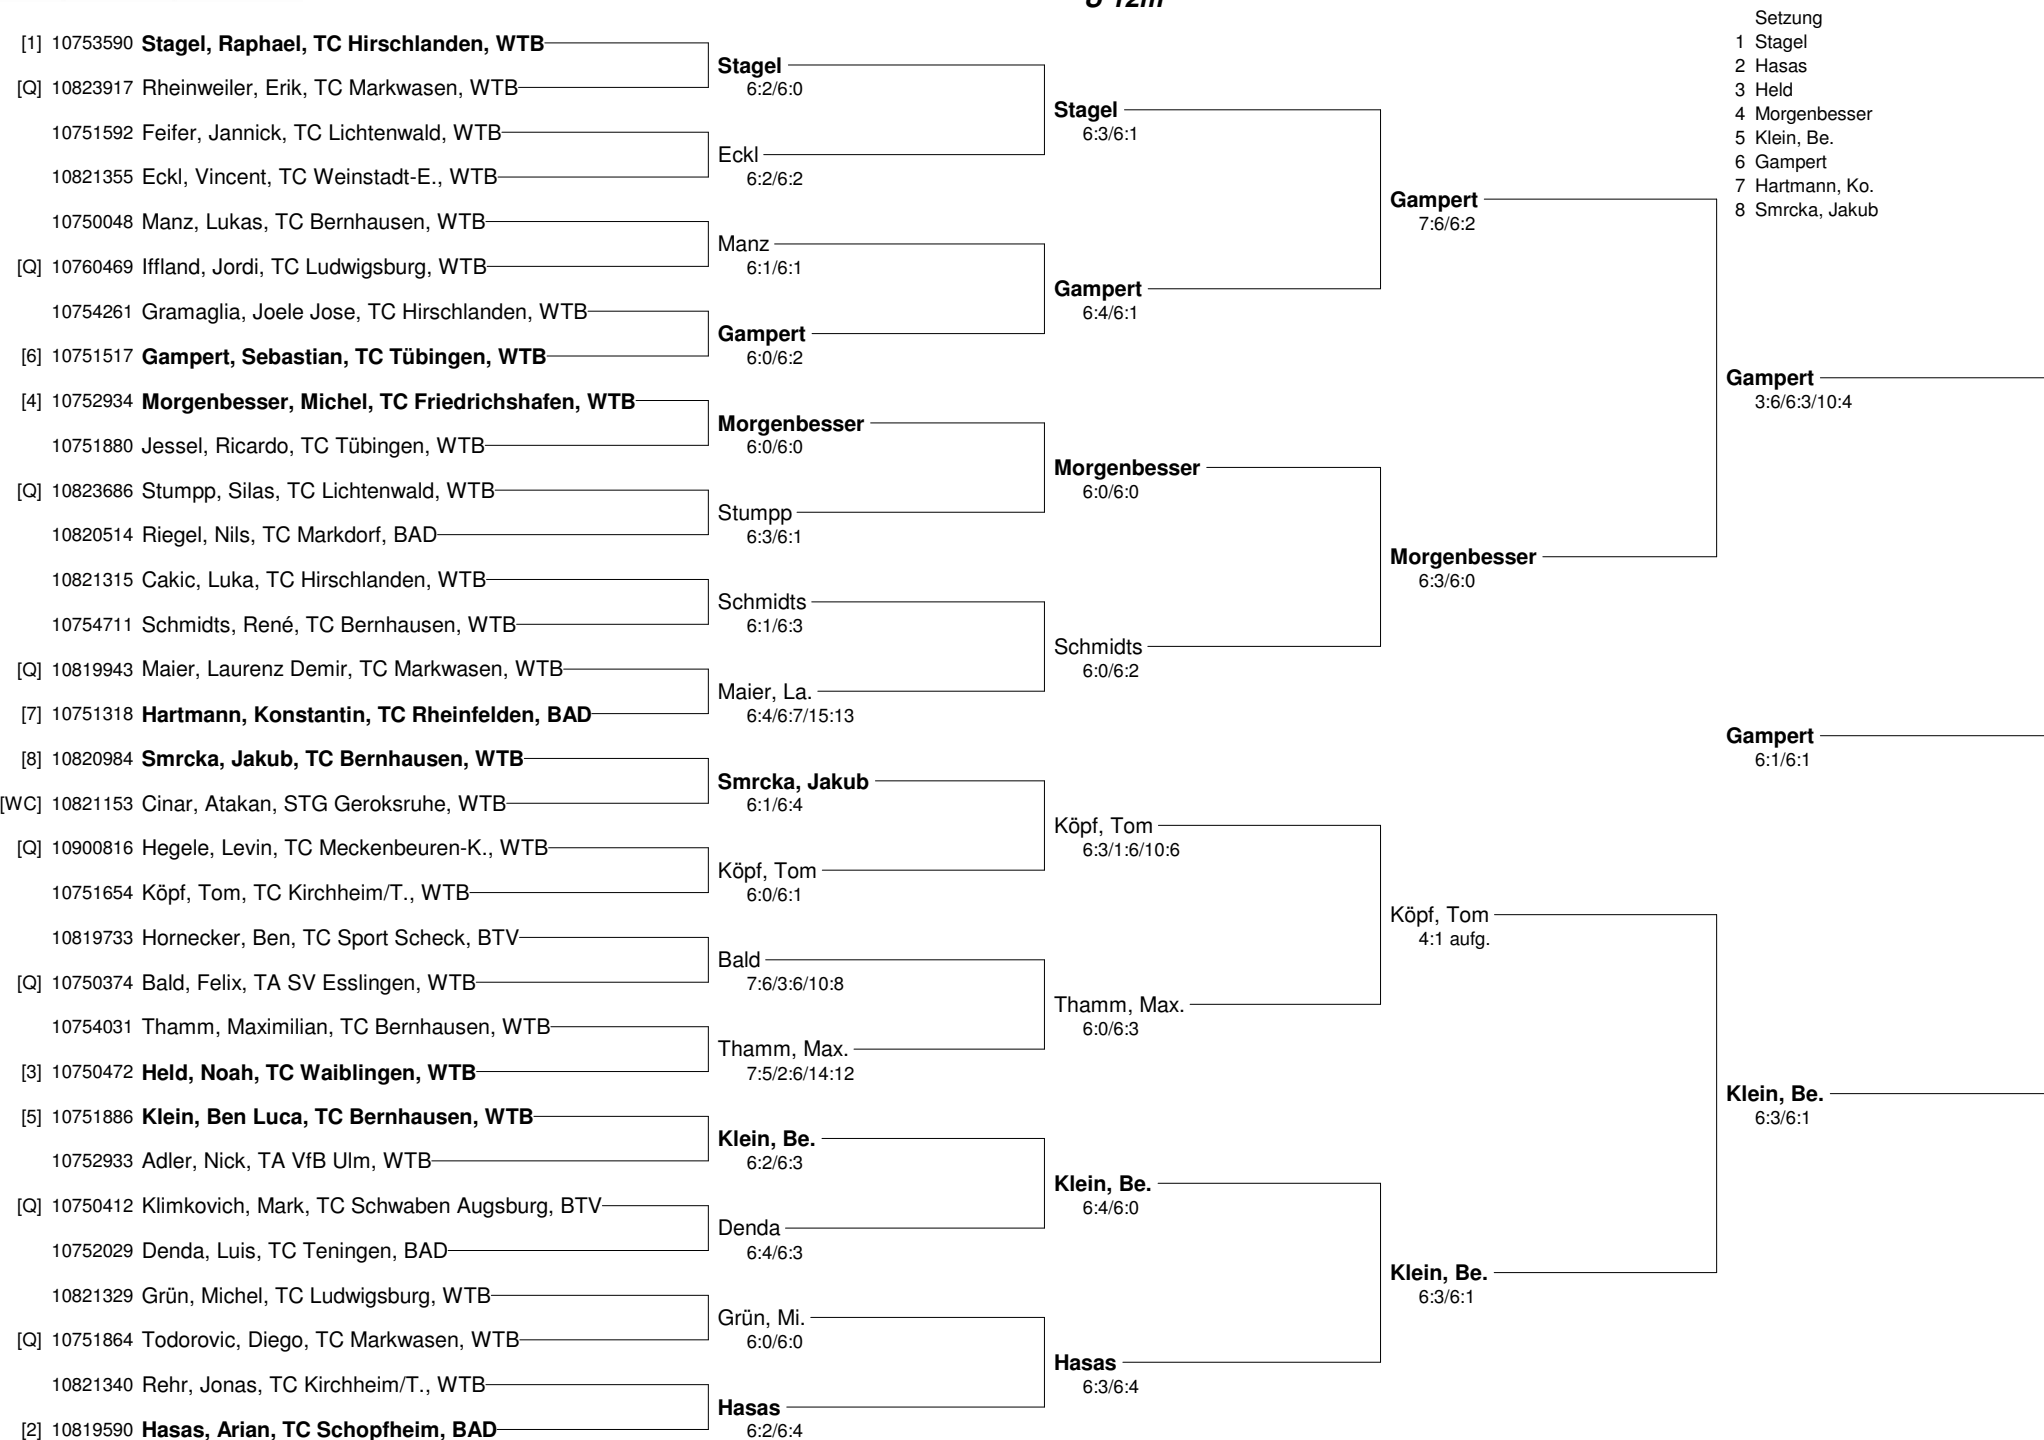 U 12m
Setzung
1 Stagel
2 Hasas
3 Held
4 Morgenbesser
5 Klein, Be.
6 Gampert
7 Hartmann, Ko.
8 Smrcka, Jakub
[1] 10753590 Stagel, Raphael, TC Hirschlanden, WTB
[Q] 10823917 Rheinweiler, Erik, TC Markwasen, WTB
10751592 Feifer, Jannick, TC Lichtenwald, WTB
10821355 Eckl, Vincent, TC Weinstadt-E., WTB
10750048 Manz, Lukas, TC Bernhausen, WTB
[Q] 10760469 Iffland, Jordi, TC Ludwigsburg, WTB
10754261 Gramaglia, Joele Jose, TC Hirschlanden, WTB
[6] 10751517 Gampert, Sebastian, TC Tübingen, WTB
[4] 10752934 Morgenbesser, Michel, TC Friedrichshafen, WTB
10751880 Jessel, Ricardo, TC Tübingen, WTB
[Q] 10823686 Stumpp, Silas, TC Lichtenwald, WTB
10820514 Riegel, Nils, TC Markdorf, BAD
10821315 Cakic, Luka, TC Hirschlanden, WTB
10754711 Schmidts, René, TC Bernhausen, WTB
[Q] 10819943 Maier, Laurenz Demir, TC Markwasen, WTB
[7] 10751318 Hartmann, Konstantin, TC Rheinfelden, BAD
[8] 10820984 Smrcka, Jakub, TC Bernhausen, WTB
[WC] 10821153 Cinar, Atakan, STG Geroksruhe, WTB
[Q] 10900816 Hegele, Levin, TC Meckenbeuren-K., WTB
10751654 Köpf, Tom, TC Kirchheim/T., WTB
10819733 Hornecker, Ben, TC Sport Scheck, BTV
[Q] 10750374 Bald, Felix, TA SV Esslingen, WTB
10754031 Thamm, Maximilian, TC Bernhausen, WTB
[3] 10750472 Held, Noah, TC Waiblingen, WTB
[5] 10751886 Klein, Ben Luca, TC Bernhausen, WTB
10752933 Adler, Nick, TA VfB Ulm, WTB
[Q] 10750412 Klimkovich, Mark, TC Schwaben Augsburg, BTV
10752029 Denda, Luis, TC Teningen, BAD
10821329 Grün, Michel, TC Ludwigsburg, WTB
[Q] 10751864 Todorovic, Diego, TC Markwasen, WTB
10821340 Rehr, Jonas, TC Kirchheim/T., WTB
[2] 10819590 Hasas, Arian, TC Schopfheim, BAD
Stagel
6:2/6:0
Eckl
6:2/6:2
Manz
6:1/6:1
Gampert
6:0/6:2
Morgenbesser
6:0/6:0
Stumpp
6:3/6:1
Schmidts
6:1/6:3
Maier, La.
6:4/6:7/15:13
Smrcka, Jakub
6:1/6:4
Köpf, Tom
6:0/6:1
Bald
7:6/3:6/10:8
Thamm, Max.
7:5/2:6/14:12
Klein, Be.
6:2/6:3
Denda
6:4/6:3
Grün, Mi.
6:0/6:0
Hasas
6:2/6:4
Stagel
6:3/6:1
Gampert
6:4/6:1
Morgenbesser
6:0/6:0
Schmidts
6:0/6:2
Köpf, Tom
6:3/1:6/10:6
Thamm, Max.
6:0/6:3
Klein, Be.
6:4/6:0
Hasas
6:3/6:4
Gampert
7:6/6:2
Morgenbesser
6:3/6:0
Köpf, Tom
4:1 aufg.
Klein, Be.
6:3/6:1
Gampert
3:6/6:3/10:4
Gampert
6:1/6:1
Klein, Be.
6:3/6:1